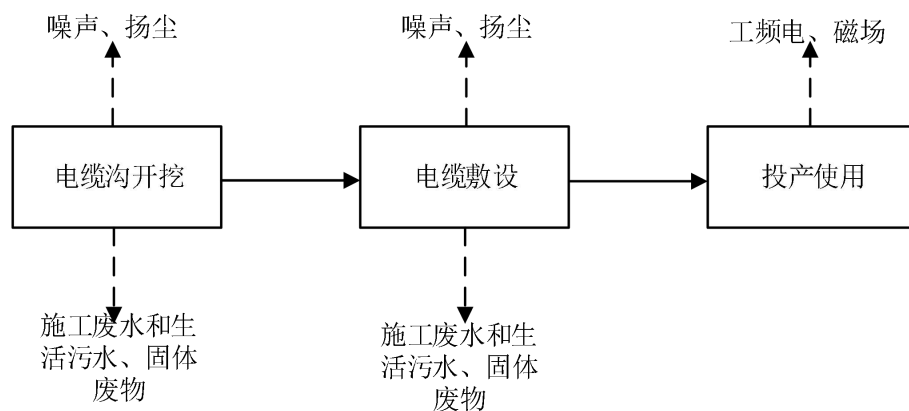 噪声、扬尘
噪声、扬尘
工频电、磁场
电缆沟开挖
电缆敷设
投产使用
施工废水和生
活污水、固体
废物
施工废水和生
活污水、固体
废物